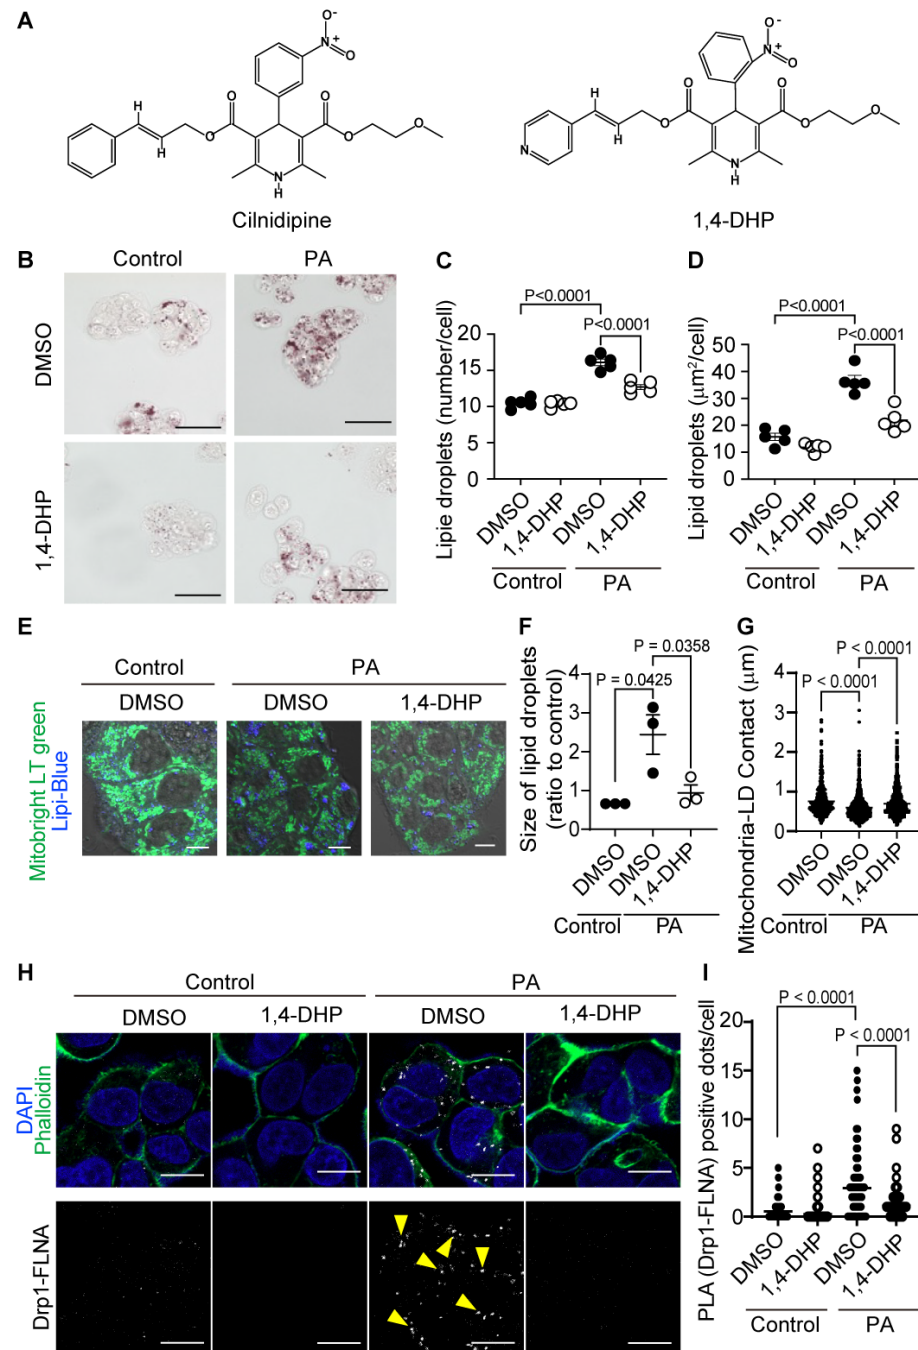 A
O-
N+
O
O
O
H
O
O
O
O
H
N
H
Cilnidipine
O-
N+
O
O
O
H
O
O
O
H
N
N
H
1,4-DHP
B
Control
PA
DMSO
1,4-DHP
C
P<0.0001
P<0.0001
Lipie droplets (number/cell)
20
15
10
5
0
DMSO
1,4-DHP
DMSO
1,4-DHP
Control
PA
D
P<0.0001
P<0.0001
Lipid droplets (μm²/cell)
50
40
30
20
10
0
DMSO
1,4-DHP
DMSO
1,4-DHP
Control
PA
E
Control
PA
DMSO
DMSO
1,4-DHP
Mitobright LT green
Lipi-Blue
F
P = 0.0358
P = 0.0425
Size of lipid droplets
(ratio to control)
4
3
2
1
0
DMSO
DMSO
1,4-DHP
Control
PA
G
P < 0.0001
P < 0.0001
Mitochondria-LD Contact (μm)
4
3
2
1
0
DMSO
DMSO
1,4-DHP
Control
PA
H
Control
PA
DMSO
1,4-DHP
DMSO
1,4-DHP
DAPI
Phalloidin
Drp1-FLNA
I
P < 0.0001
P < 0.0001
PLA (Drp1-FLNA) positive dots/cell
20
15
10
5
0
DMSO
1,4-DHP
DMSO
1,4-DHP
Control
PA